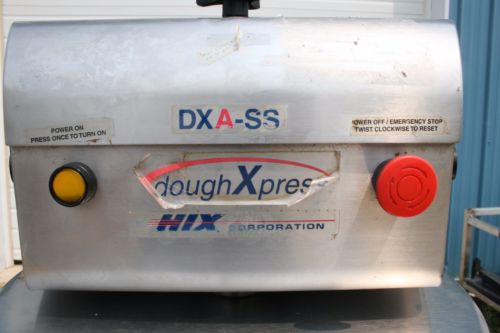 DXA-SS
POWER ON
PRESS ONCE TO TURN ON
POWER OFF / EMERGENCY STOP
TWIST CLOCKWISE TO RESET
doughXpress
HIX
CORPORATION